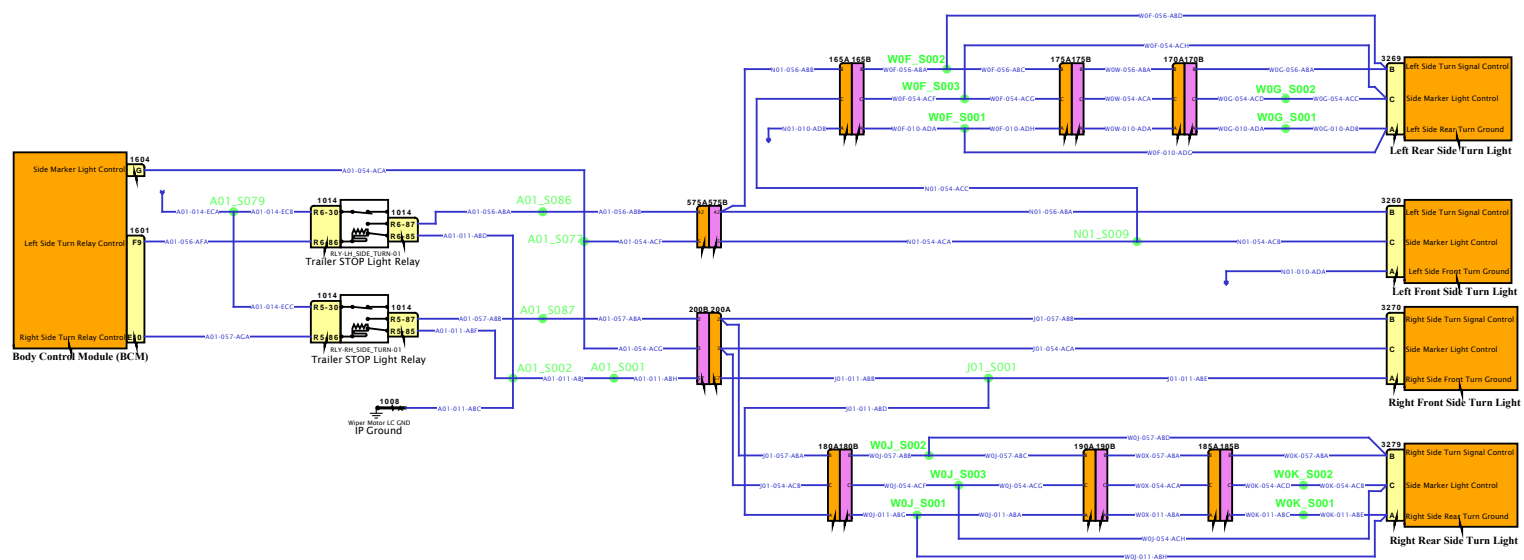 W0F-056-ABD
W0F-054-ACH
165A 165B
W0F_S002
175A 175B
170A 170B
3269
N01-056-ABB
W0F-056-ABA
W0F-056-ABC
W0W-056-ABA
W0G-056-ABA
B
Left Side Turn Signal Control
W0F_S003
W0G_S002
W0F-054-ACF
W0F-054-ACG
W0W-054-ACA
W0G-054-ACD
W0G-054-ACC
C
Side Marker Light Control
W0F_S001
W0G_S001
N01-010-ADB
W0F-010-ADA
W0F-010-ADH
W0W-010-ADA
W0G-010-ADA
W0G-010-ADB
A
Left Side Rear Turn Ground
W0F-010-ADG
Left Rear Side Turn Light
1604
Side Marker Light Control
G
A01-054-ACA
N01-054-ACC
A01_S079
1014
A01_S086
575A 575B
3260
A01-014-ECA
A01-014-ECB
R6-30
1014
R6-87
A01-056-ABA
A01-056-ABB
42
42
N01-056-ABA
B
Left Side Turn Signal Control
1601
R6-85
A01-011-ABD
A01_S077
N01_S009
Left Side Turn Relay Control
F9
A01-056-AFA
R6-86
A01-054-ACF
N01-054-ACA
N01-054-ACB
C
Side Marker Light Control
RLY-LH_SIDE_TURN-01
Trailer STOP Light Relay
N01-010-ADA
A
Left Side Front Turn Ground
Left Front Side Turn Light
1014
1014
A01_S087
200B 200A
3270
A01-014-ECC
R5-30
R5-87
A01-057-ABB
A01-057-ABA
J01-057-ABB
B
Right Side Turn Signal Control
R5-85
A01-011-ABF
Right Side Turn Relay Control
E10
A01-057-AGA
R5-86
RLY-RH_SIDE_TURN-01
Trailer STOP Light Relay
A01-054-ACG
J01-054-ACA
C
Side Marker Light Control
Body Control Module (BCM)
A01_S002
A01_S001
J01_S001
A01-011-ABJ
A01-011-ABH
J01-011-ABB
J01-011-ABE
A
Right Side Front Turn Ground
1008
A01-011-ABC
J01-011-ABD
Right Front Side Turn Light
Wiper Motor LC GND
IP Ground
W0J-057-ABD
180A 180B
W0J_S002
190A 190B
185A 185B
3279
J01-057-ABA
W0J-057-ABB
W0J-057-ABC
W0X-057-ABA
W0K-057-ABA
B
Right Side Turn Signal Control
W0J_S003
W0K_S002
J01-054-ACB
W0J-054-ACF
W0J-054-ACG
W0X-054-ACA
W0K-054-ACD
W0K-054-ACB
C
Side Marker Light Control
W0J_S001
W0K_S001
W0J-011-ABG
W0J-011-ABA
W0X-011-ABA
W0K-011-ABC
W0K-011-ABE
A
Right Side Rear Turn Ground
W0J-054-ACH
Right Rear Side Turn Light
W0J-011-ABH